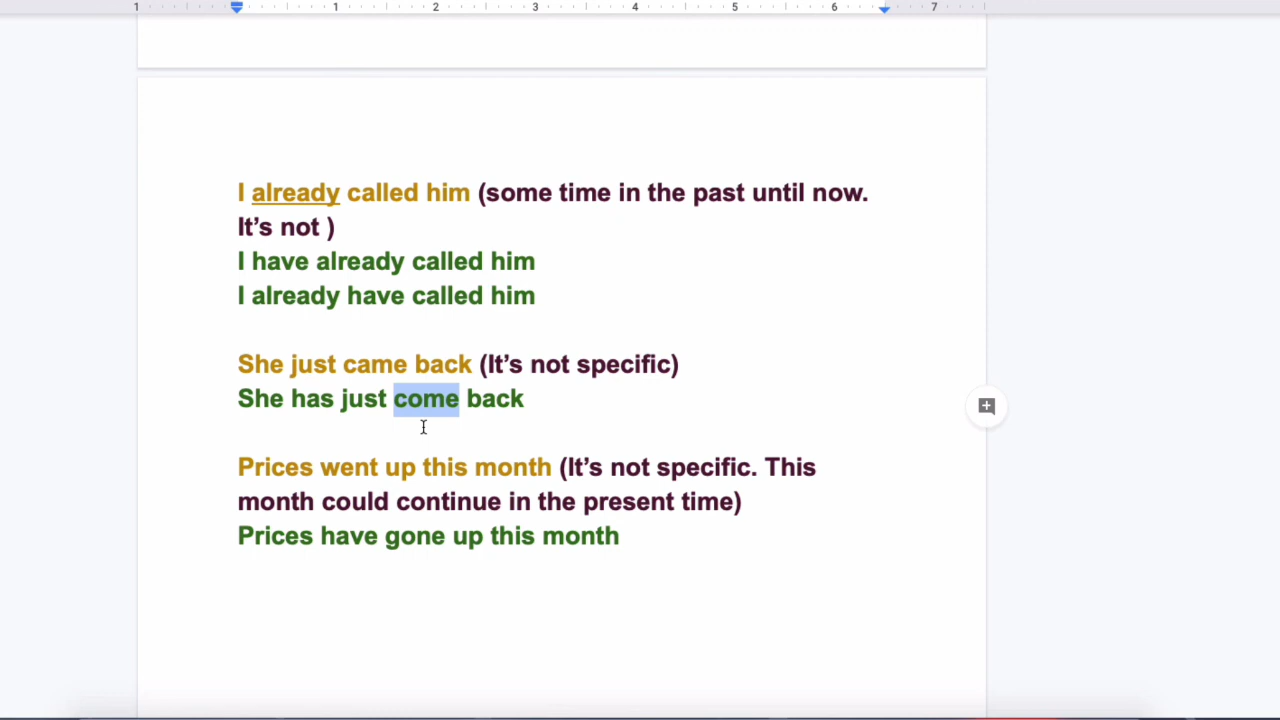 1 1 2 3 4 5 6 7
I already called him (some time in the past until now.
It’s not )
I have already called him
I already have called him
She just came back (It’s not specific)
She has just come back
Prices went up this month (It’s not specific. This
month could continue in the present time)
Prices have gone up this month